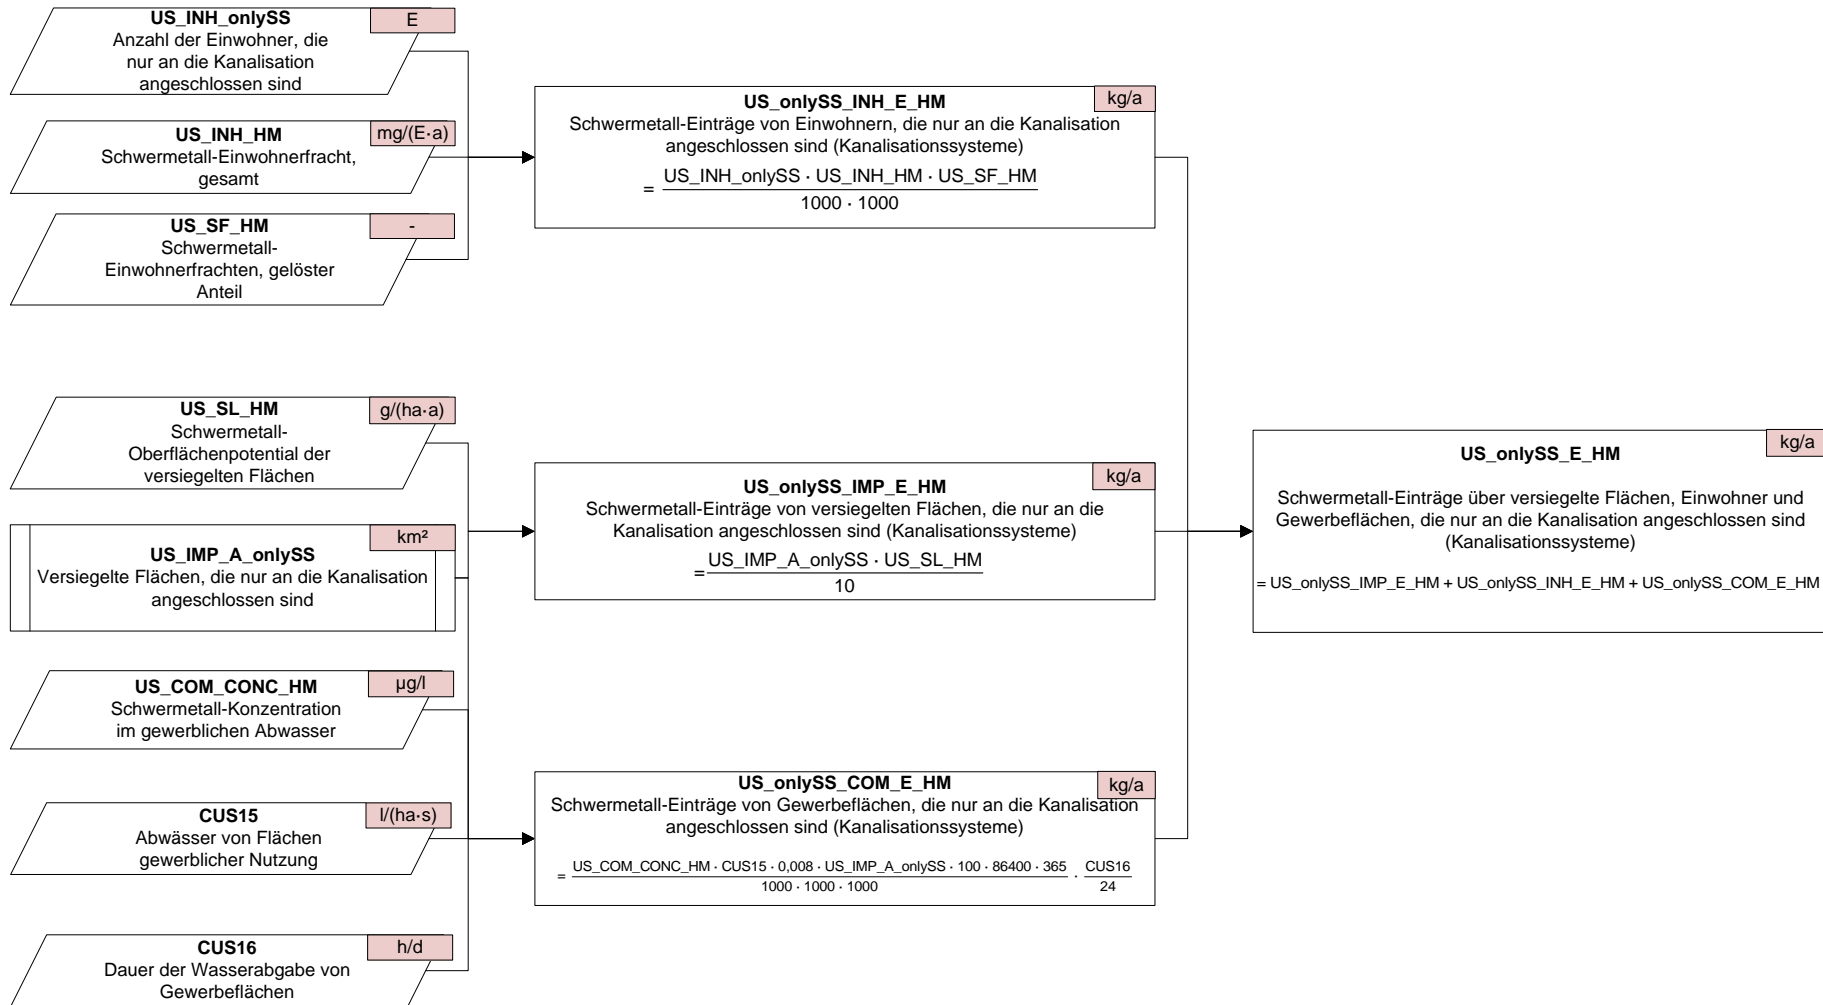 US_INH_onlySS
E
Anzahl der Einwohner, die
nur an die Kanalisation
angeschlossen sind
US_INH_HM
mg/(E·a)
Schwermetall-Einwohnerfracht,
gesamt
US_SF_HM
-
Schwermetall-
Einwohnerfrachten, gelöster
Anteil
US_SL_HM
g/(ha·a)
Schwermetall-
Oberflächenpotential der
versiegelten Flächen
US_IMP_A_onlySS
km²
Versiegelte Flächen, die nur an die Kanalisation
angeschlossen sind
US_COM_CONC_HM
µg/l
Schwermetall-Konzentration
im gewerblichen Abwasser
CUS15
l/(ha·s)
Abwässer von Flächen
gewerblicher Nutzung
CUS16
h/d
Dauer der Wasserabgabe von
Gewerbeflächen
US_onlySS_INH_E_HM
kg/a
Schwermetall-Einträge von Einwohnern, die nur an die Kanalisation
angeschlossen sind (Kanalisationssysteme)
US_INH_onlySS · US_INH_HM · US_SF_HM
=
1000 · 1000
US_onlySS_IMP_E_HM
kg/a
Schwermetall-Einträge von versiegelten Flächen, die nur an die
Kanalisation angeschlossen sind (Kanalisationssysteme)
US_IMP_A_onlySS · US_SL_HM
=
10
US_onlySS_COM_E_HM
kg/a
Schwermetall-Einträge von Gewerbeflächen, die nur an die Kanalisation
angeschlossen sind (Kanalisationssysteme)
US_COM_CONC_HM · CUS15 · 0,008 · US_IMP_A_onlySS · 100 · 86400 · 365
CUS16
=
·
1000 · 1000 · 1000
24
US_onlySS_E_HM
kg/a
Schwermetall-Einträge über versiegelte Flächen, Einwohner und
Gewerbeflächen, die nur an die Kanalisation angeschlossen sind
(Kanalisationssysteme)
= US_onlySS_IMP_E_HM + US_onlySS_INH_E_HM + US_onlySS_COM_E_HM